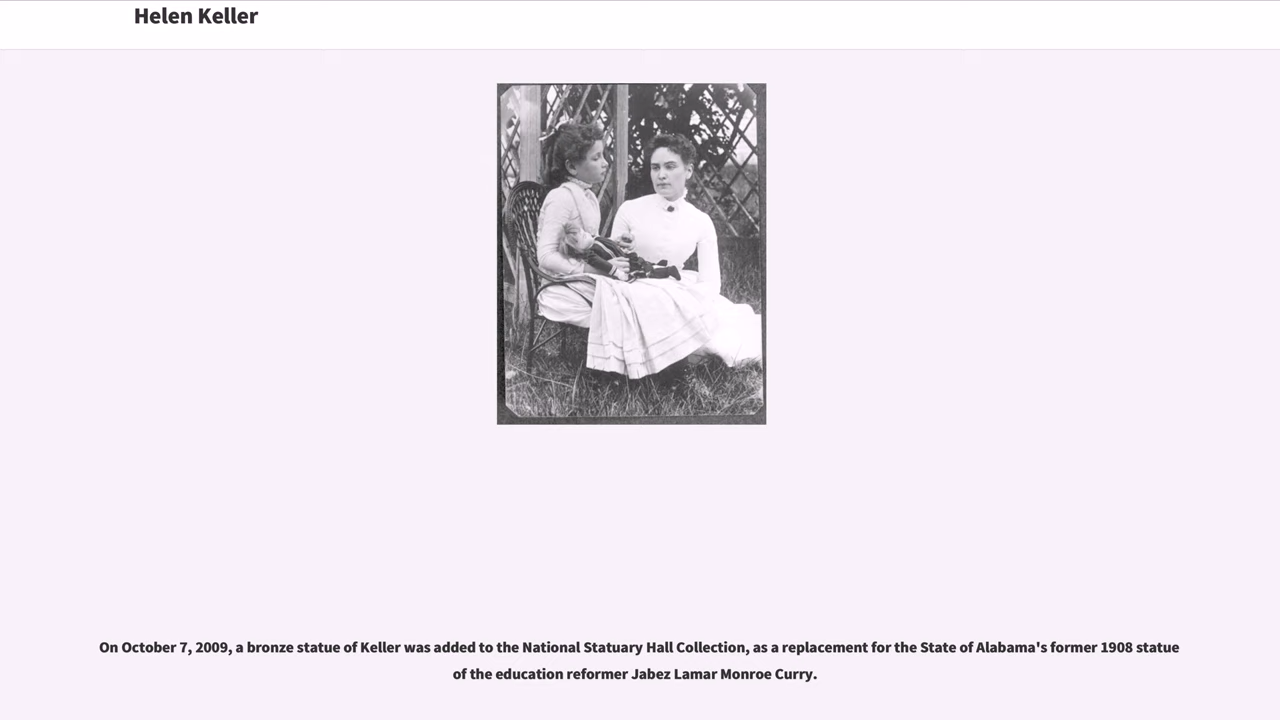 Helen Keller
On October 7, 2009, a bronze statue of Keller was added to the National Statuary Hall Collection, as a replacement for the State of Alabama's former 1908 statue
of the education reformer Jabez Lamar Monroe Curry.